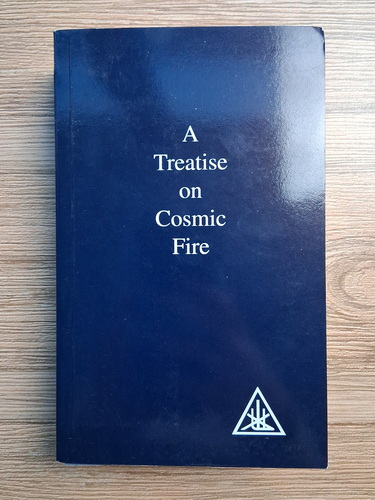 A
Treatise
on
Cosmic
Fire